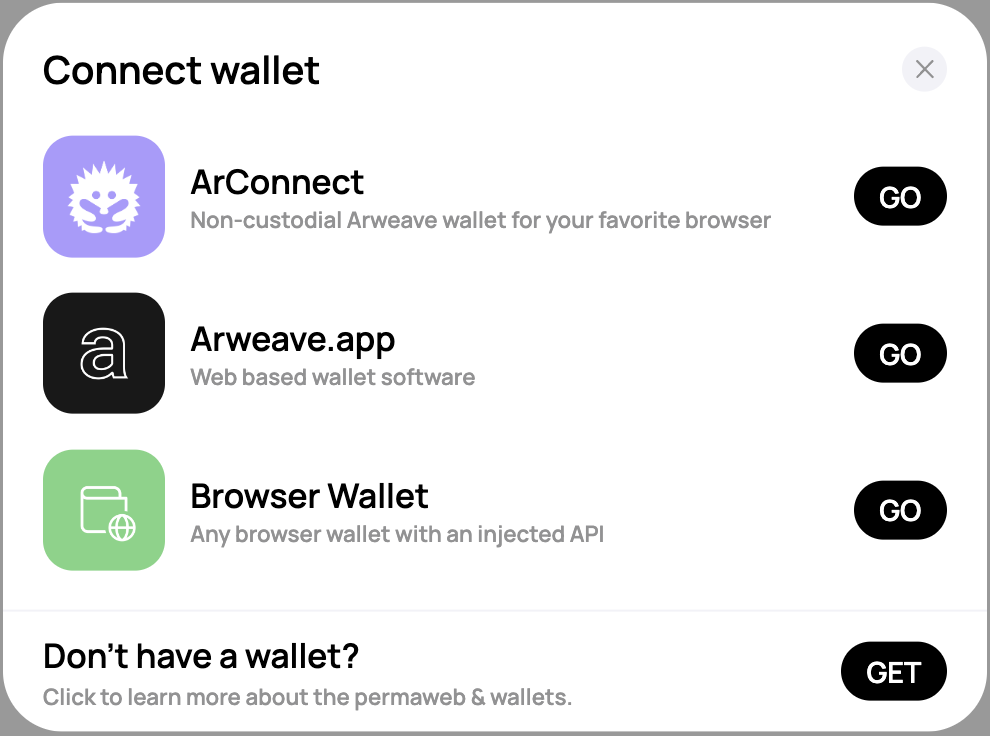 Connect wallet
ArConnect
Non-custodial Arweave wallet for your favorite browser
GO
a
Arweave.app
Web based wallet software
GO
Browser Wallet
Any browser wallet with an injected API
GO
Don’t have a wallet?
Click to learn more about the permaweb & wallets.
GET